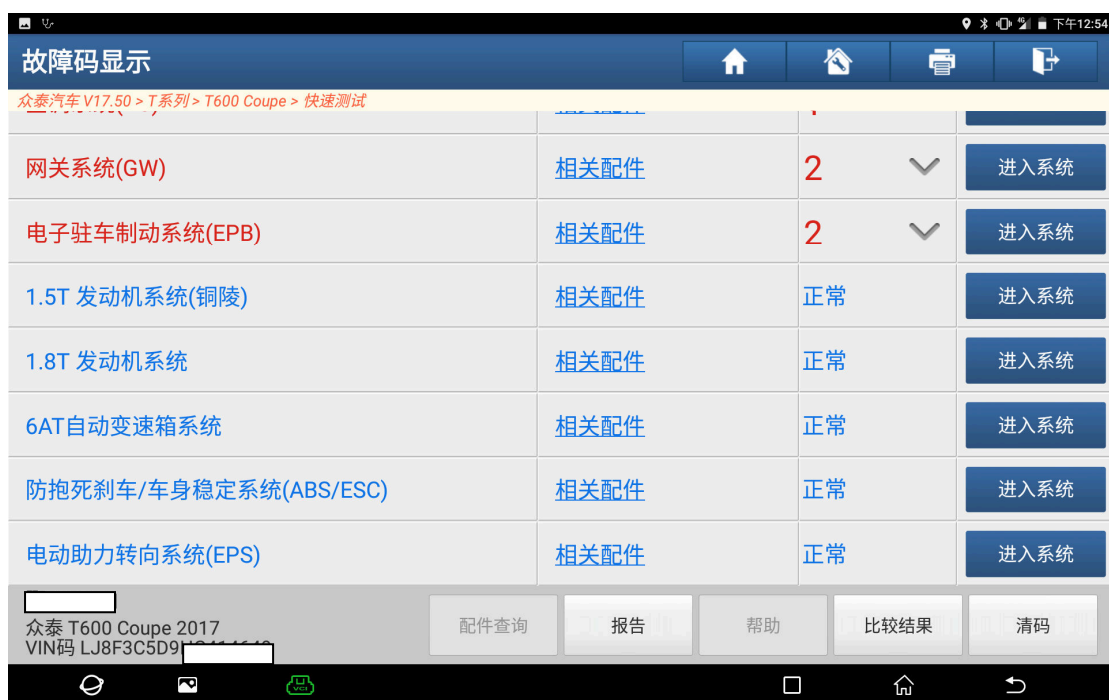 下午12:54
故障码显示
众泰汽车 V17.50 > T系列 > T600 Coupe > 快速测试
网关系统(GW) 相关配件 2 进入系统
电子驻车制动系统(EPB) 相关配件 2 进入系统
1.5T 发动机系统(铜陵) 相关配件 正常 进入系统
1.8T 发动机系统 相关配件 正常 进入系统
6AT自动变速箱系统 相关配件 正常 进入系统
防抱死刹车/车身稳定系统(ABS/ESC) 相关配件 正常 进入系统
电动助力转向系统(EPS) 相关配件 正常 进入系统
众泰 T600 Coupe 2017
VIN码 LJ8F3C5D9
配件查询 报告 帮助 比较结果 清码
VCI